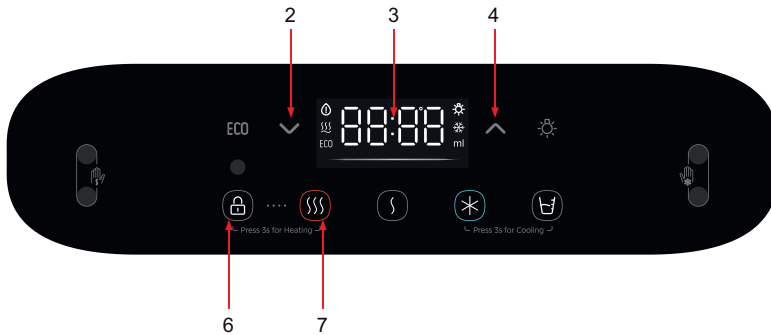 2 3 4
ECO 88:88° ECO ml
Press 3s for Heating Press 3s for Cooling
6 7